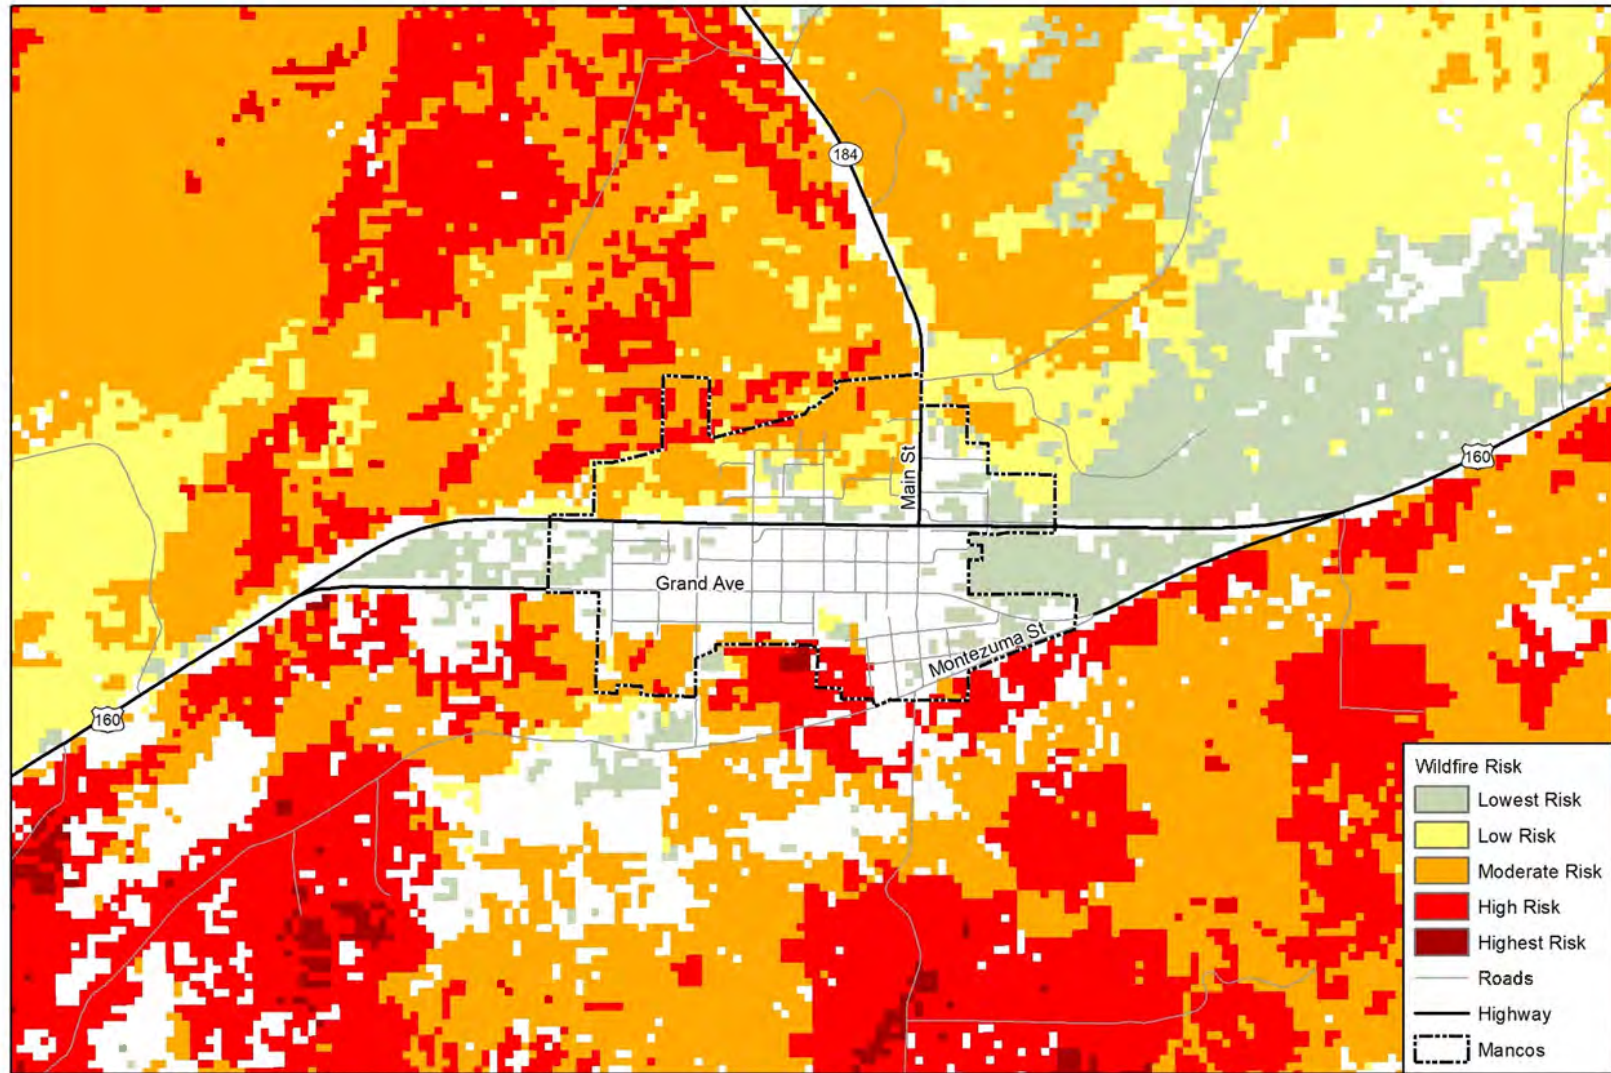 184
160
Main St
Grand Ave
Montezuma St
160
Wildfire Risk
Lowest Risk
Low Risk
Moderate Risk
High Risk
Highest Risk
Roads
Highway
Mancos